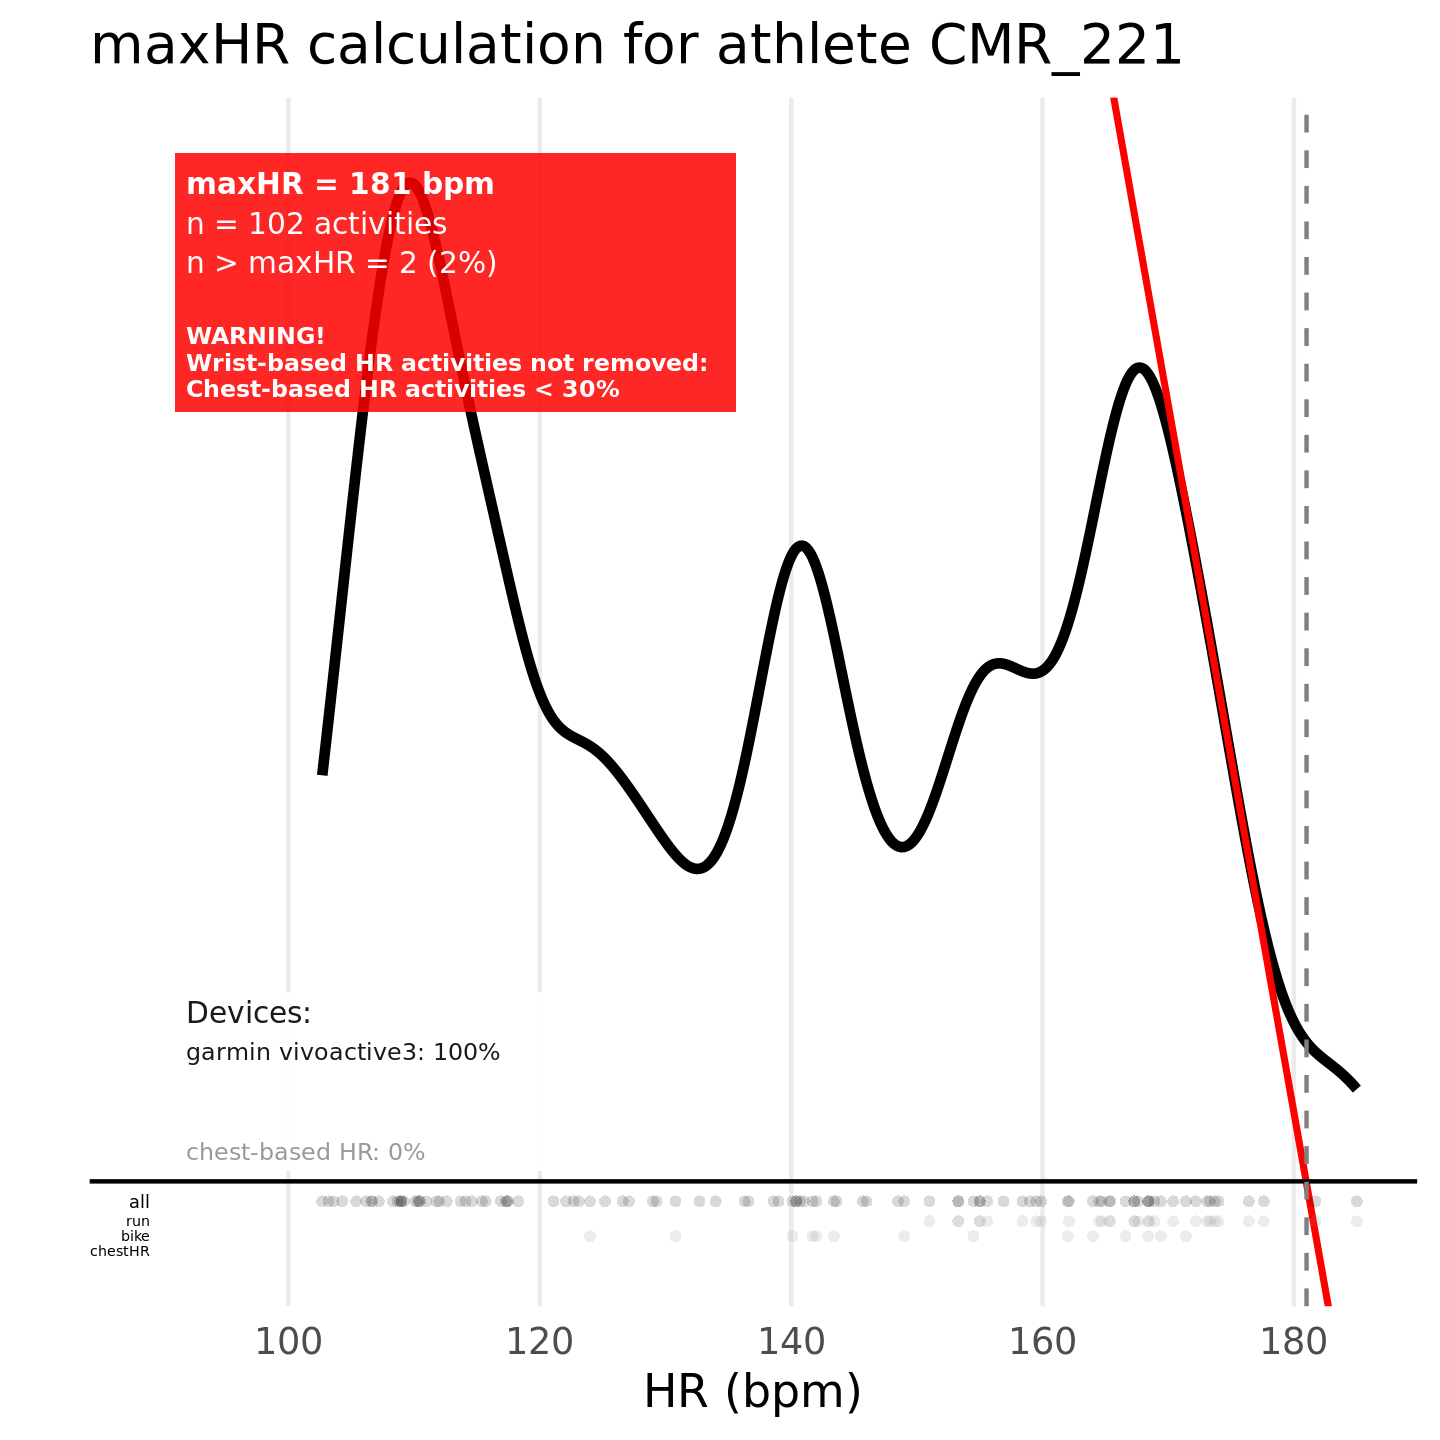 maxHR calculation for athlete CMR_221
maxHR = 181 bpm
n = 102 activities
n > maxHR = 2 (2%)
WARNING!
Wrist-based HR activities not removed:
Chest-based HR activities < 30%
Devices:
garmin vivoactive3: 100%
chest-based HR: 0%
all
run
bike
chestHR
100 120 140 160 180
HR (bpm)